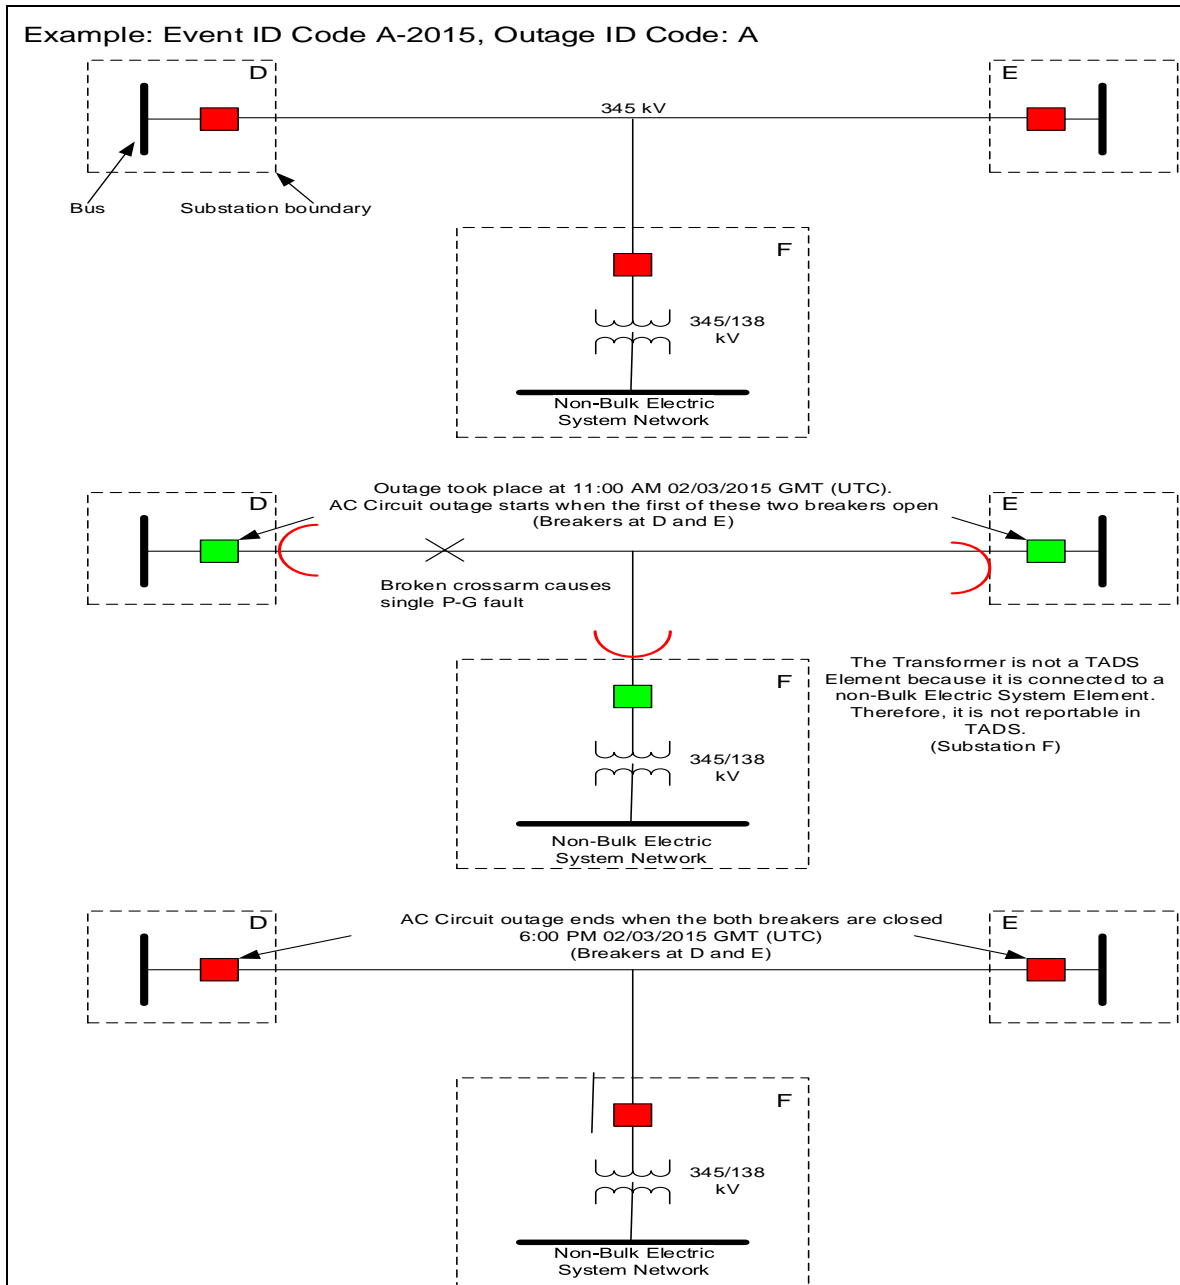 Example: Event ID Code A-2015, Outage ID Code: A
D
E
345 kV
Bus
Substation boundary
F
345/138
kV
Non-Bulk Electric
System Network
Outage took place at 11:00 AM 02/03/2015 GMT (UTC).
AC Circuit outage starts when the first of these two breakers open
(Breakers at D and E)
D
E
Broken crossarm causes
single P-G fault
The Transformer is not a TADS
Element because it is connected to a
non-Bulk Electric System Element.
Therefore, it is not reportable in
TADS.
(Substation F)
F
345/138
kV
Non-Bulk Electric
System Network
AC Circuit outage ends when the both breakers are closed
6:00 PM 02/03/2015 GMT (UTC)
(Breakers at D and E)
D
E
F
345/138
kV
Non-Bulk Electric
System Network